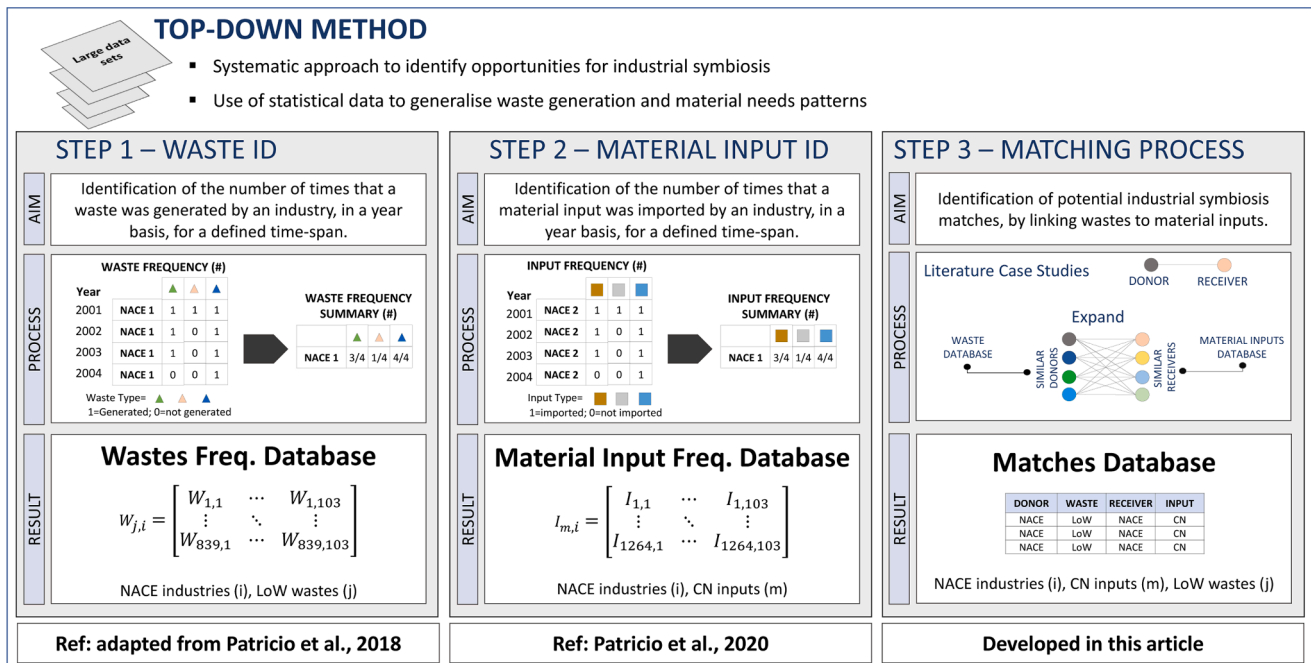 Large data
sets
TOP-DOWN METHOD
▪ Systematic approach to identify opportunities for industrial symbiosis
▪ Use of statistical data to generalise waste generation and material needs patterns
STEP 1 – WASTE ID
AIM
Identification of the number of times that a
waste was generated by an industry, in a year
basis, for a defined time-span.
PROCESS
WASTE FREQUENCY (#)
Year
2001 NACE 1 1 1 1
2002 NACE 1 1 0 1
2003 NACE 1 1 0 1
2004 NACE 1 0 0 1
Waste Type=
1=Generated; 0=not generated
WASTE FREQUENCY
SUMMARY (#)
NACE 1 3/4 1/4 4/4
RESULT
Wastes Freq. Database
W_{j,i} = [ W_{1,1} ⋯ W_{1,103}
⋮ ⋱ ⋮
W_{839,1} ⋯ W_{839,103} ]
NACE industries (i), LoW wastes (j)
Ref: adapted from Patricio et al., 2018
STEP 2 – MATERIAL INPUT ID
AIM
Identification of the number of times that a
material input was imported by an industry, in a
year basis, for a defined time-span.
PROCESS
INPUT FREQUENCY (#)
Year
2001 NACE 2 1 1 1
2002 NACE 2 1 0 1
2003 NACE 2 1 0 1
2004 NACE 2 0 0 1
Input Type=
1=imported; 0=not imported
INPUT FREQUENCY
SUMMARY (#)
NACE 1 3/4 1/4 4/4
RESULT
Material Input Freq. Database
I_{m,i} = [ I_{1,1} ⋯ I_{1,103}
⋮ ⋱ ⋮
I_{1264,1} ⋯ I_{1264,103} ]
NACE industries (i), CN inputs (m)
Ref: Patricio et al., 2020
STEP 3 – MATCHING PROCESS
AIM
Identification of potential industrial symbiosis
matches, by linking wastes to material inputs.
PROCESS
Literature Case Studies
DONOR RECEIVER
Expand
WASTE
DATABASE
SIMILAR
DONORS
SIMILAR
RECEIVERS
MATERIAL INPUTS
DATABASE
RESULT
Matches Database
DONOR WASTE RECEIVER INPUT
NACE LoW NACE CN
NACE LoW NACE CN
NACE LoW NACE CN
NACE industries (i), CN inputs (m), LoW wastes (j)
Developed in this article